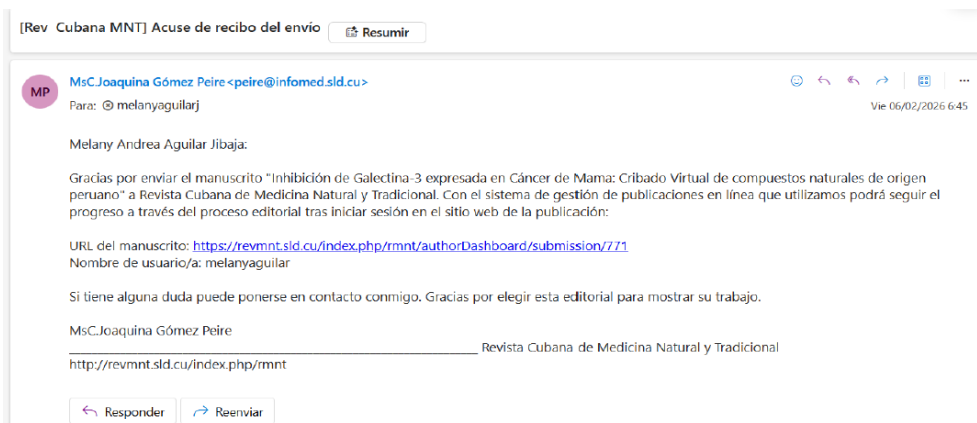 [Rev Cubana MNT] Acuse de recibo del envío
Resumir
MP
MsC.Joaquina Gómez Peire<peire@infomed.sld.cu>
Para: melanyaguilarj
Vie 06/02/2026 6:45
Melany Andrea Aguilar Jibaja:
Gracias por enviar el manuscrito "Inhibición de Galectina-3 expresada en Cáncer de Mama: Cribado Virtual de compuestos naturales de origen
peruano" a Revista Cubana de Medicina Natural y Tradicional. Con el sistema de gestión de publicaciones en línea que utilizamos podrá seguir el
progreso a través del proceso editorial tras iniciar sesión en el sitio web de la publicación:
URL del manuscrito: https://revmnt.sld.cu/index.php/rmnt/authorDashboard/submission/771
Nombre de usuario/a: melanyaguilar
Si tiene alguna duda puede ponerse en contacto conmigo. Gracias por elegir esta editorial para mostrar su trabajo.
MsC.Joaquina Gómez Peire
________________________________________________________________ Revista Cubana de Medicina Natural y Tradicional
http://revmnt.sld.cu/index.php/rmnt
Responder
Reenviar